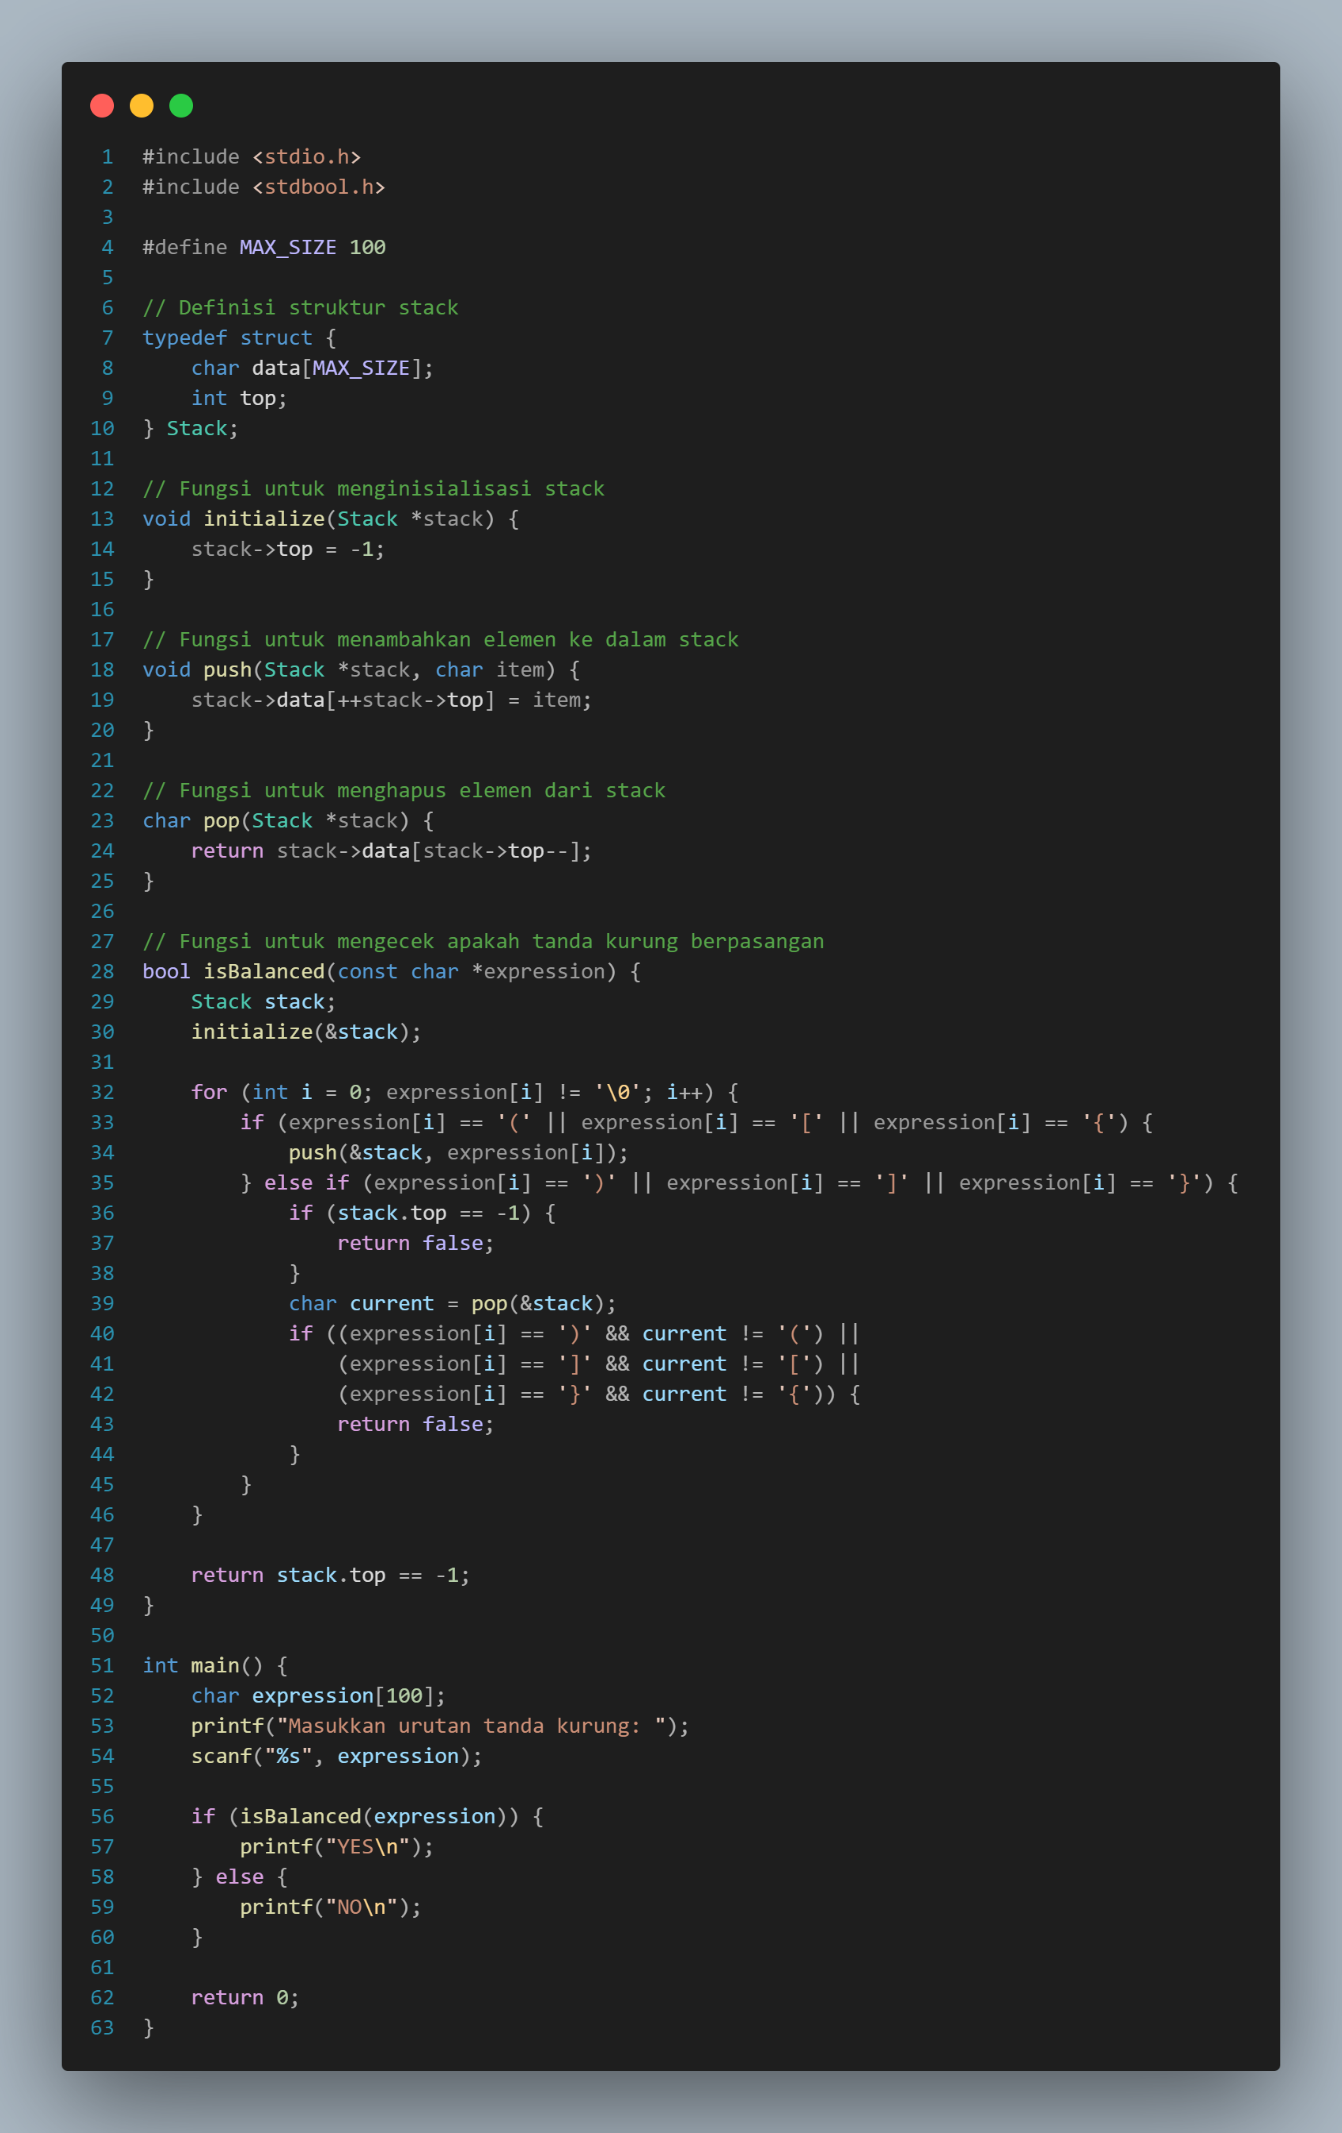 1 #include <stdio.h>
2 #include <stdbool.h>
3
4 #define MAX_SIZE 100
5
6 // Definisi struktur stack
7 typedef struct {
8     char data[MAX_SIZE];
9     int top;
10 } Stack;
11
12 // Fungsi untuk menginisialisasi stack
13 void initialize(Stack *stack) {
14     stack->top = -1;
15 }
16
17 // Fungsi untuk menambahkan elemen ke dalam stack
18 void push(Stack *stack, char item) {
19     stack->data[++stack->top] = item;
20 }
21
22 // Fungsi untuk menghapus elemen dari stack
23 char pop(Stack *stack) {
24     return stack->data[stack->top--];
25 }
26
27 // Fungsi untuk mengecek apakah tanda kurung berpasangan
28 bool isBalanced(const char *expression) {
29     Stack stack;
30     initialize(&stack);
31
32     for (int i = 0; expression[i] != '\0'; i++) {
33         if (expression[i] == '(' || expression[i] == '[' || expression[i] == '{') {
34             push(&stack, expression[i]);
35         } else if (expression[i] == ')' || expression[i] == ']' || expression[i] == '}') {
36             if (stack.top == -1) {
37                 return false;
38             }
39             char current = pop(&stack);
40             if ((expression[i] == ')' && current != '(') ||
41                 (expression[i] == ']' && current != '[') ||
42                 (expression[i] == '}' && current != '{')) {
43                 return false;
44             }
45         }
46     }
47
48     return stack.top == -1;
49 }
50
51 int main() {
52     char expression[100];
53     printf("Masukkan urutan tanda kurung: ");
54     scanf("%s", expression);
55
56     if (isBalanced(expression)) {
57         printf("YES\n");
58     } else {
59         printf("NO\n");
60     }
61
62     return 0;
63 }